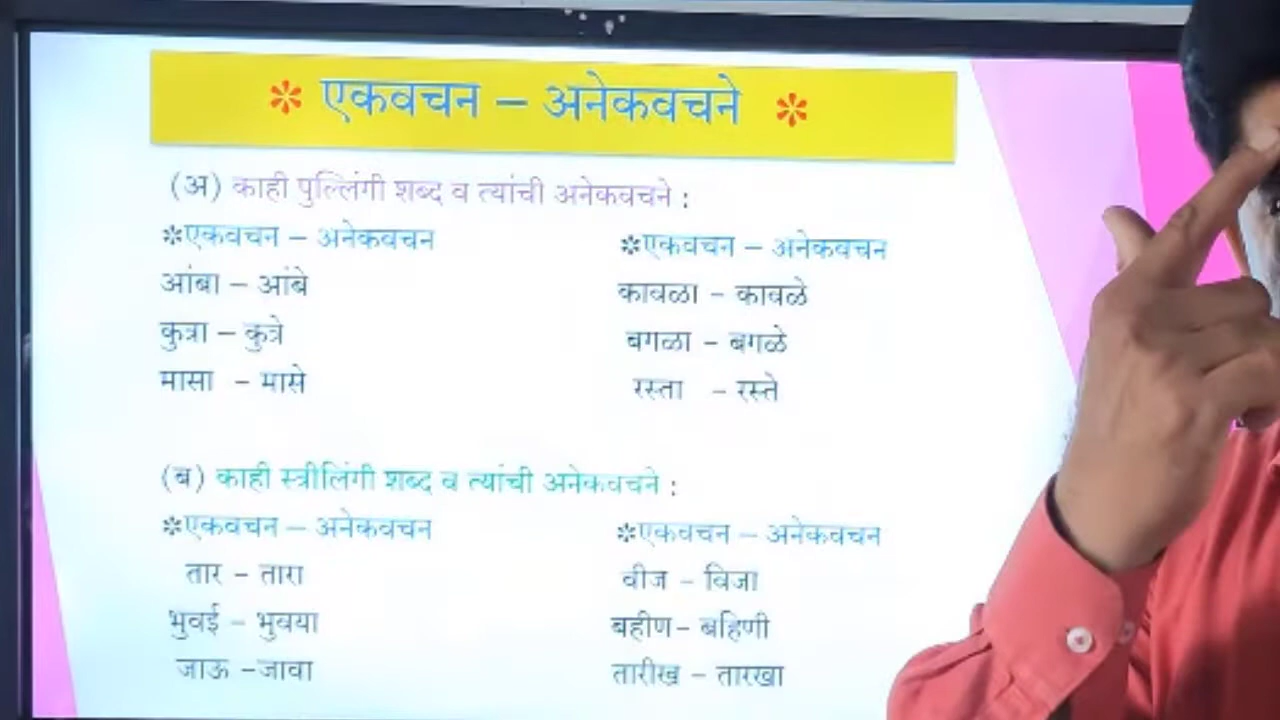 * एकवचन – अनेकवचने *
(अ) काही पुल्लिंगी शब्द व त्यांची अनेकवचने :
*एकवचन – अनेकवचन
*एकवचन – अनेकवचन
आंबा – आंबे
कावळा – कावळे
कुत्रा – कुत्रे
बगळा – बगळे
मासा – मासे
रस्ता – रस्ते
(ब) काही स्त्रीलिंगी शब्द व त्यांची अनेकवचने :
*एकवचन – अनेकवचन
*एकवचन – अनेकवचन
तार – तारा
वीज – विजा
भुवई – भुवया
बहीण – बहिणी
जाऊ – जावा
तारीख – तारखा